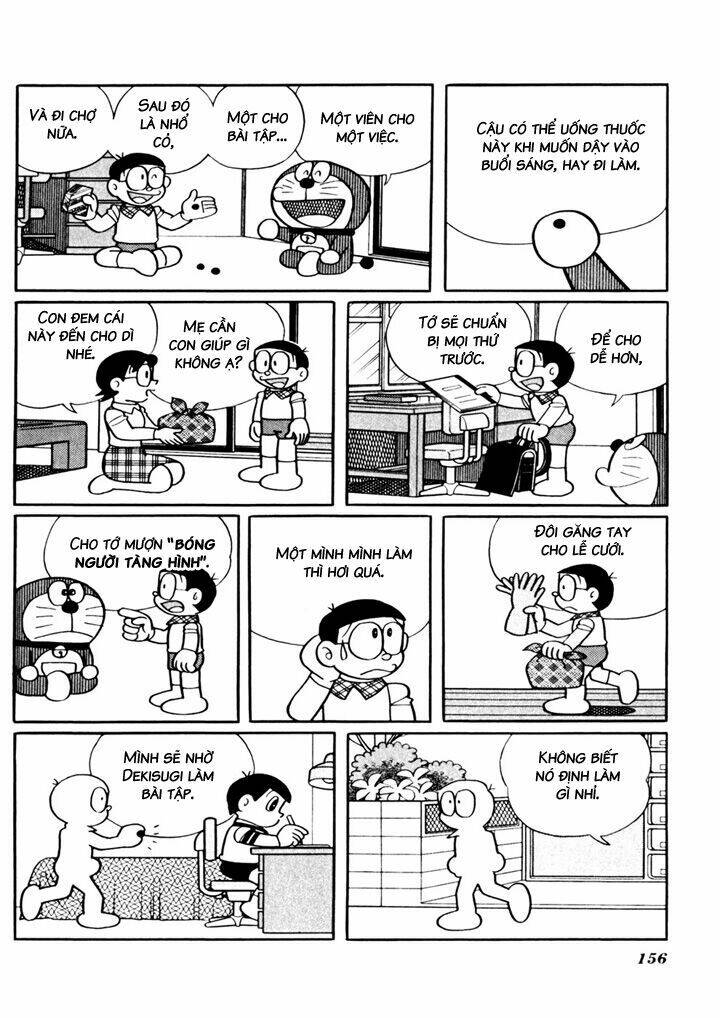 VÀ ĐI CHỢ
NỮA.
SAU ĐÓ
LÀ NHỔ
CỎ,
MỘT CHO
BÀI TẬP...
MỘT VIÊN CHO
MỘT VIỆC.
CẬU CÓ THỂ UỐNG THUỐC
NÀY KHI MUỐN DẬY VÀO
BUỔI SÁNG, HAY ĐI LÀM.
CON ĐEM CÁI
NÀY ĐẾN CHO DÌ
NHÉ.
MẸ CẦN
CON GIÚP GÌ
KHÔNG Ạ?
TỚ SẼ CHUẨN
BỊ MỌI THỨ
TRƯỚC.
ĐỂ CHO
DỄ HƠN,
CHO TỚ MƯỢN "BÓNG
NGƯỜI TÀNG HÌNH".
MỘT MÌNH MÌNH LÀM
THÌ HƠI QUÁ.
ĐÔI GĂNG TAY
CHO LỄ CƯỚI.
MÌNH SẼ NHỜ
DEKISUGI LÀM
BÀI TẬP.
KHÔNG BIẾT
NÓ ĐỊNH LÀM
GÌ NHỈ.
156